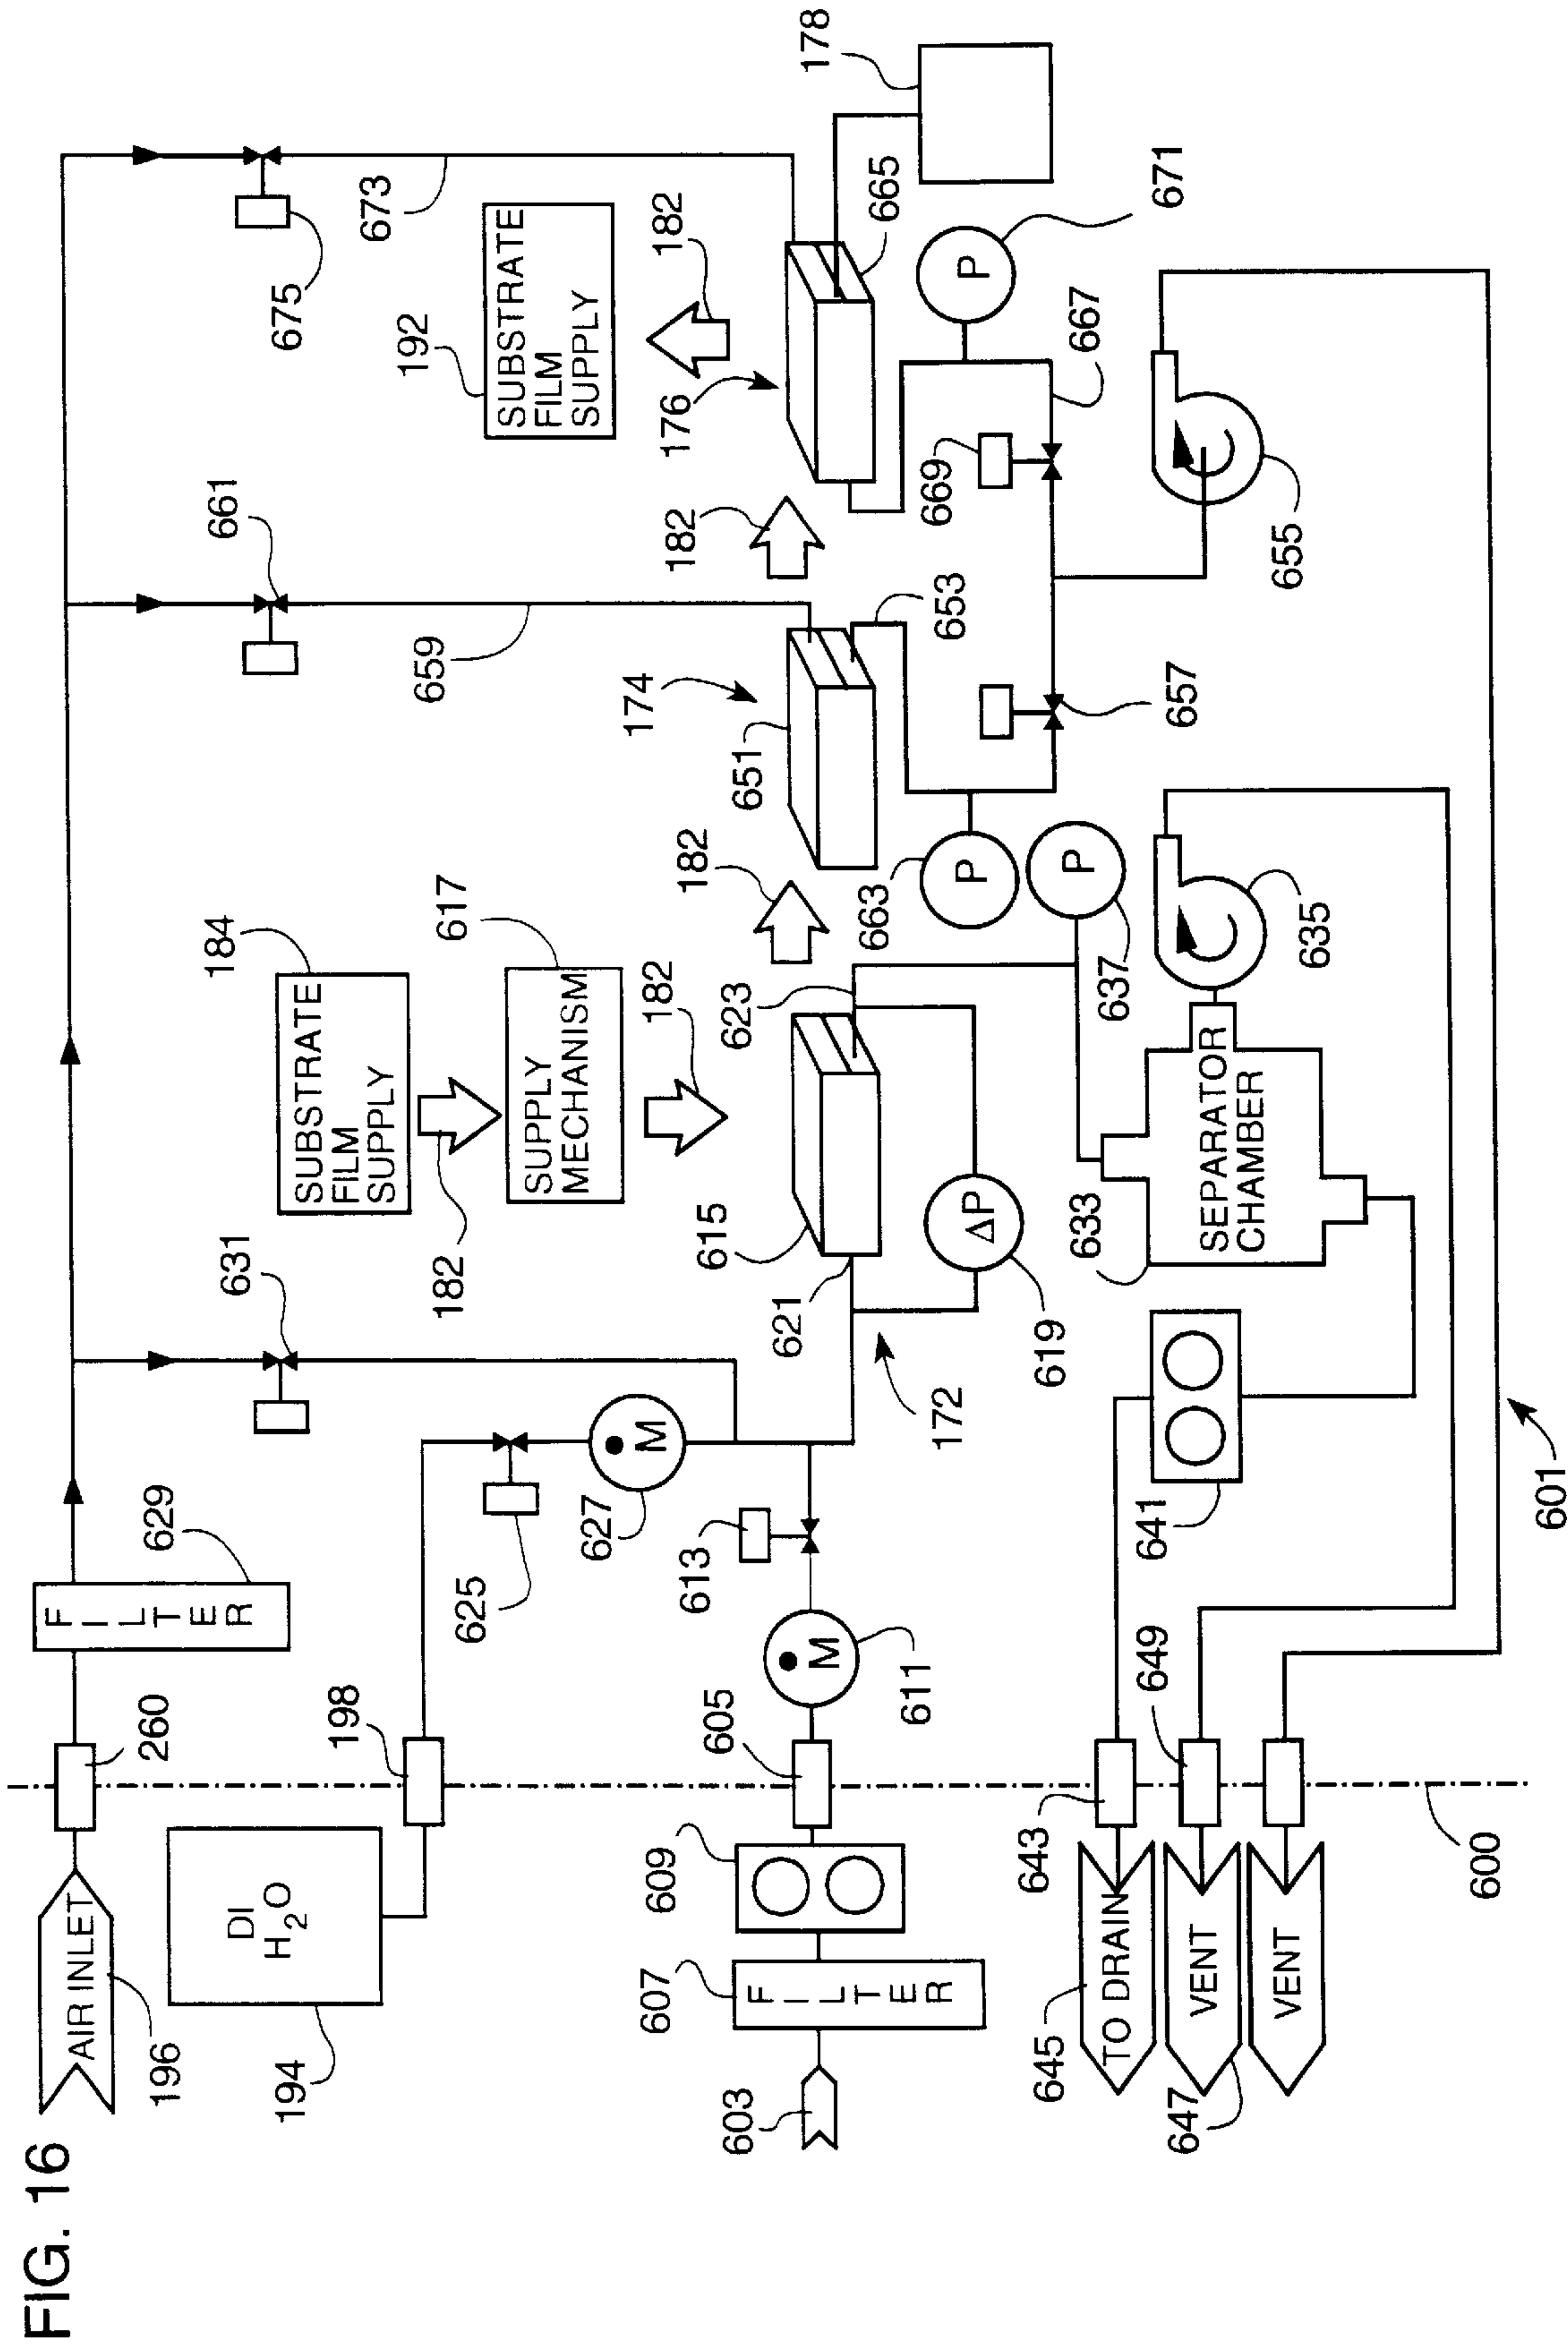 FIG. 16
AIR INLET
196
260
FILTER
629
631
661
675
673
659
DI
H2O
194
198
625
M
627
184
SUBSTRATE
FILM
SUPPLY
182
617
SUPPLY
MECHANISM
182
192
SUBSTRATE
FILM
SUPPLY
182
603
607
FILTER
609
605
M
611
613
172
621
615
ΔP
619
623
182
174
651
653
182
176
665
178
663
P
P
637
657
669
667
P
671
645
TO DRAIN
643
641
633
SEPARATOR
CHAMBER
635
655
647
VENT
649
VENT
600
601